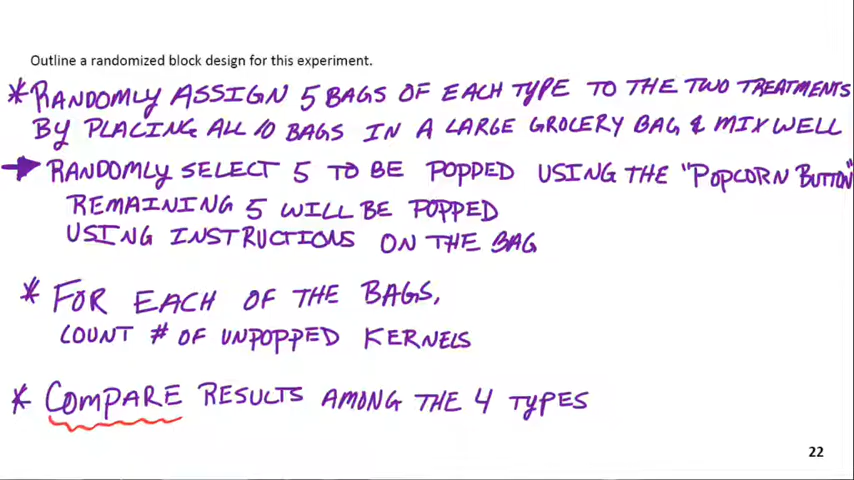 Outline a randomized block design for this experiment.
* RANDOMLY ASSIGN 5 BAGS OF EACH TYPE TO THE TWO TREATMENTS
BY PLACING ALL 10 BAGS IN A LARGE GROCERY BAG & MIX WELL
→ RANDOMLY SELECT 5 TO BE POPPED USING THE "POPCORN BUTTON"
REMAINING 5 WILL BE POPPED
USING INSTRUCTIONS ON THE BAG
* FOR EACH OF THE BAGS,
COUNT # OF UNPOPPED KERNELS
* COMPARE RESULTS AMONG THE 4 TYPES
22